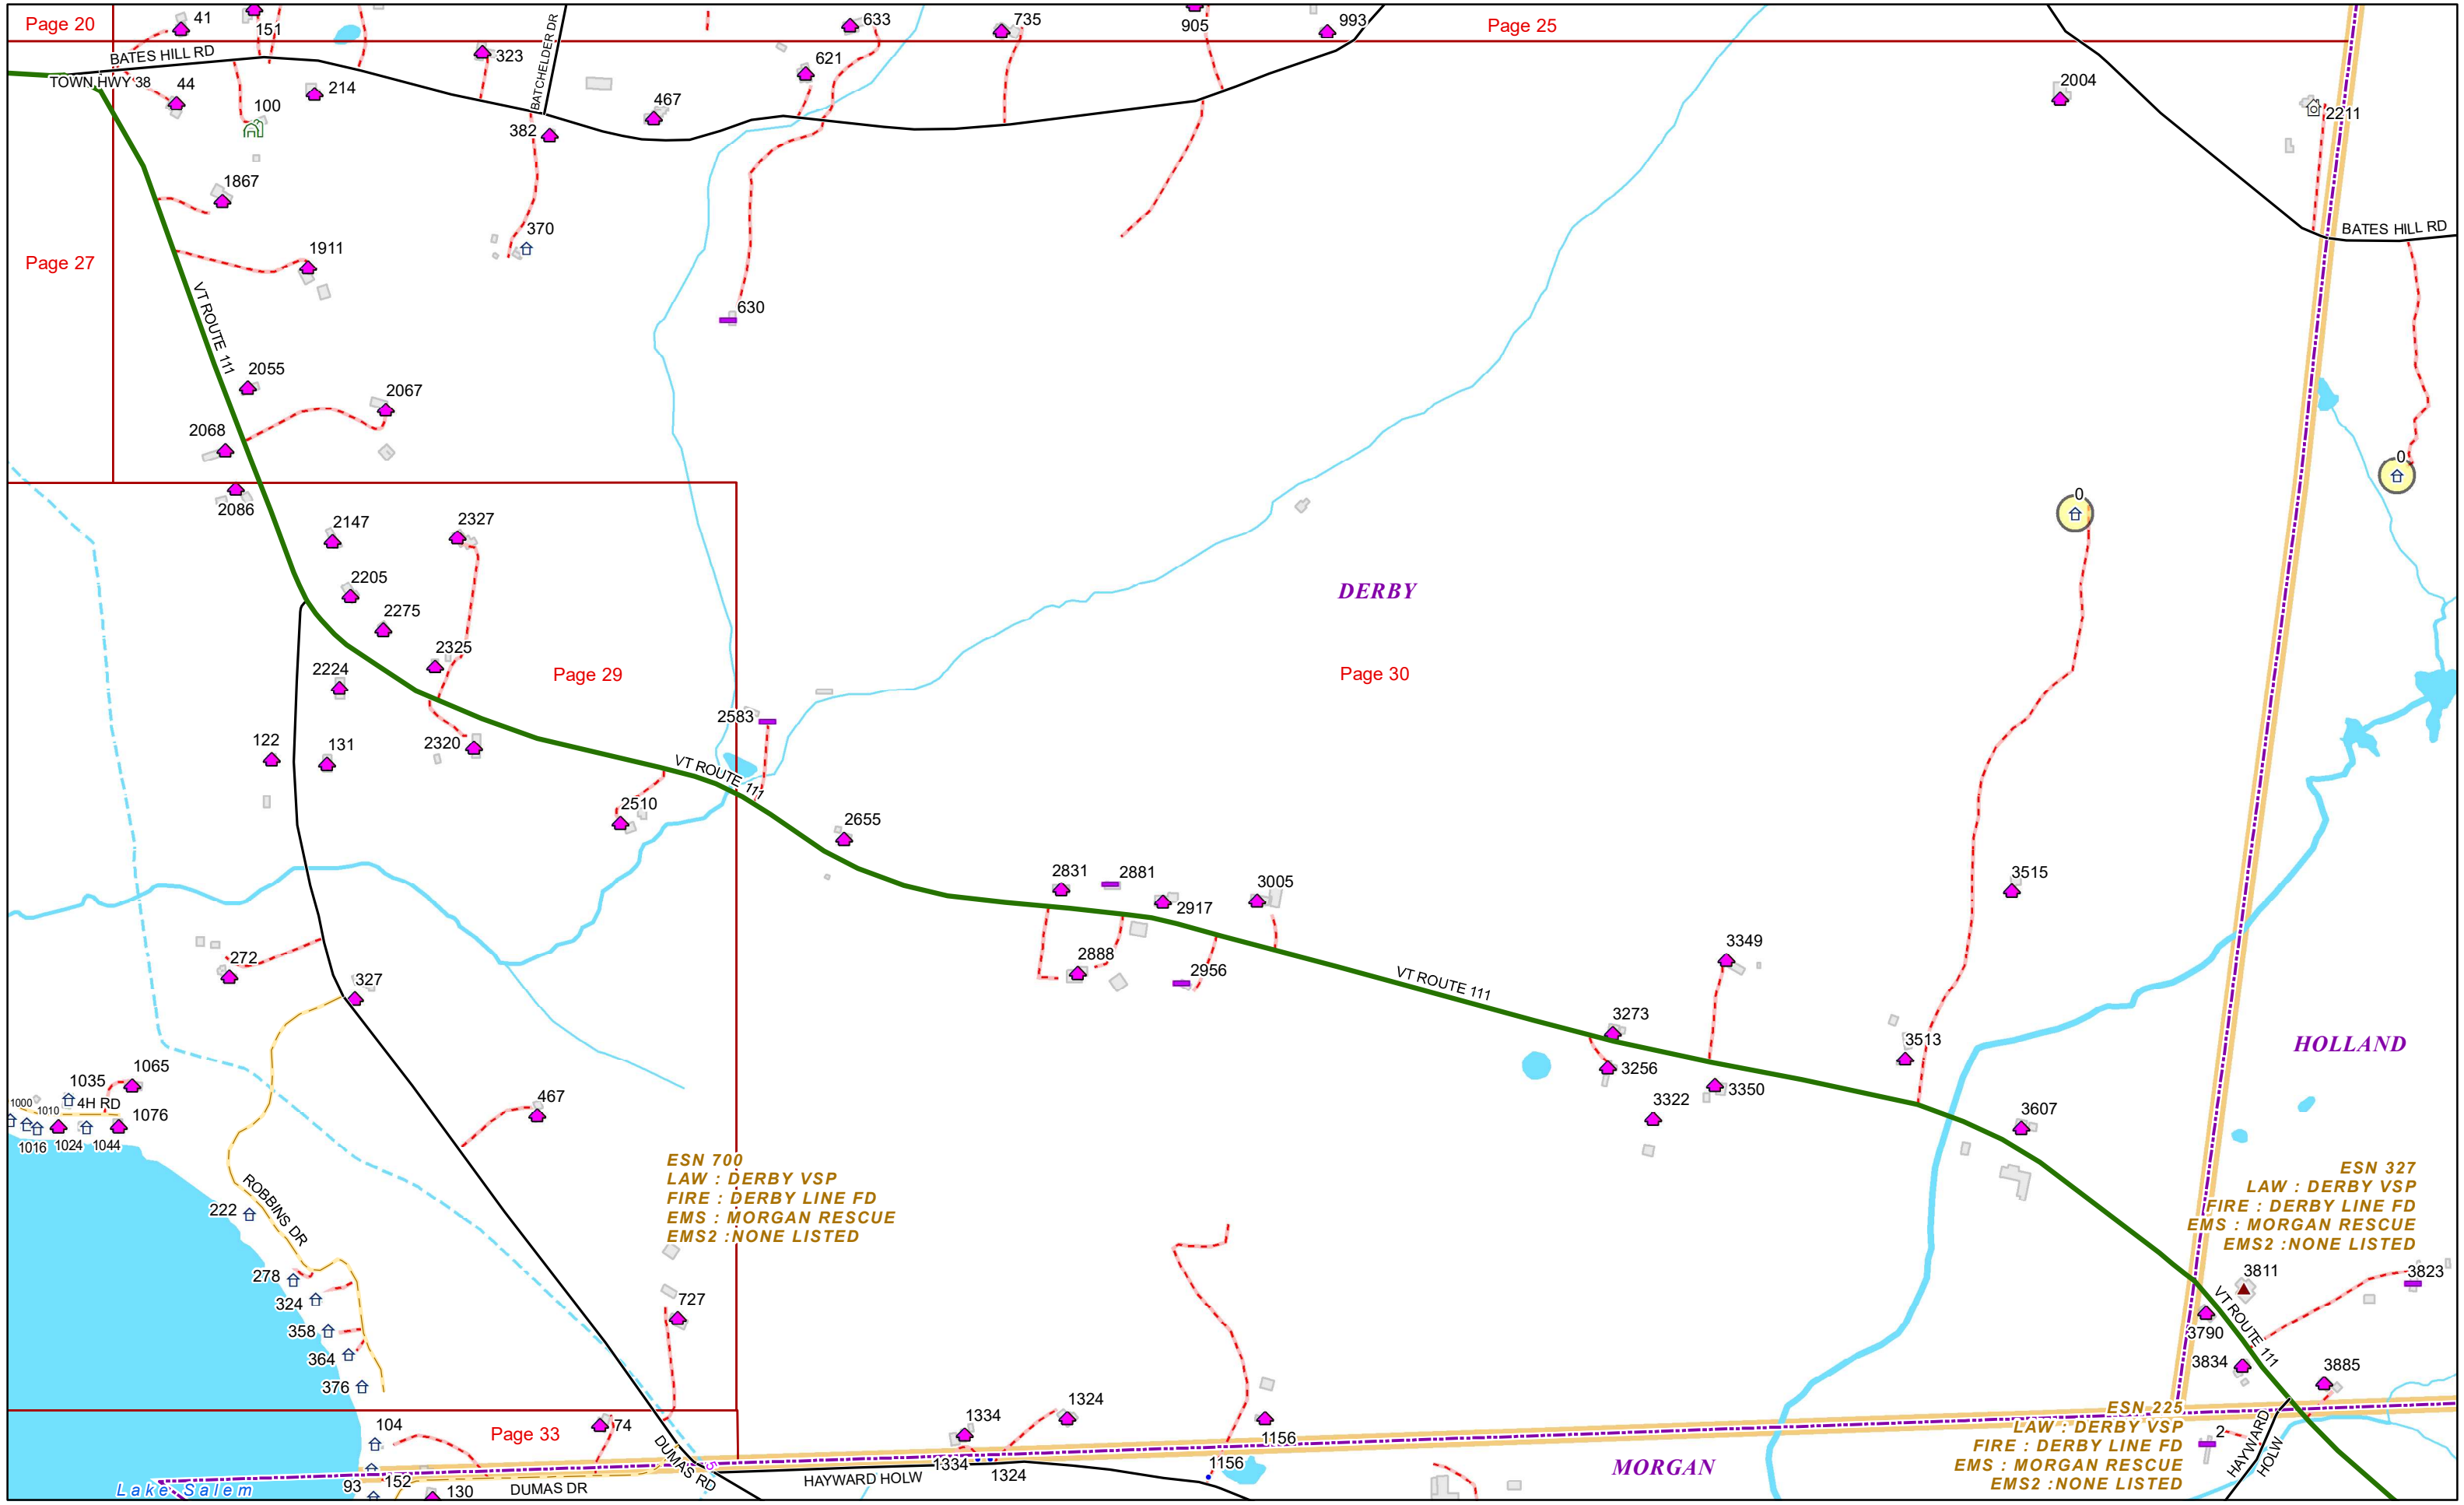 Page 20
41
151
BATES HILL RD
TOWN HWY 38
44
100
214
323
BATCHELDER DR
382
467
621
633
735
905
993
Page 25
2004
2211
BATES HILL RD
Page 27
1867
1911
370
630
VT ROUTE 111
2055
2067
2068
2086
2147
2327
2205
2275
2325
2224
Page 29
122
131
2320
2510
2583
VT ROUTE 111
2655
DERBY
Page 30
0
0
2831
2881
2917
3005
2888
2956
VT ROUTE 111
3349
3273
3256
3322
3350
3515
3513
3607
HOLLAND
272
327
1065
1035
4H RD
1000
1010
1076
1016
1024
1044
467
ROBBINS DR
222
278
324
358
364
376
ESN 700
LAW : DERBY VSP
FIRE : DERBY LINE FD
EMS : MORGAN RESCUE
EMS2 :NONE LISTED
727
ESN 327
LAW : DERBY VSP
FIRE : DERBY LINE FD
EMS : MORGAN RESCUE
EMS2 :NONE LISTED
3811
3823
3790
VT ROUTE 111
3834
3885
104
Page 33
74
DUMAS RD
1334
1324
1156
1334
1324
1156
HAYWARD HOLW
MORGAN
ESN 225
LAW : DERBY VSP
FIRE : DERBY LINE FD
EMS : MORGAN RESCUE
EMS2 :NONE LISTED
2
HAYWARD
HOLW
Lake Salem
93
152
130
DUMAS DR